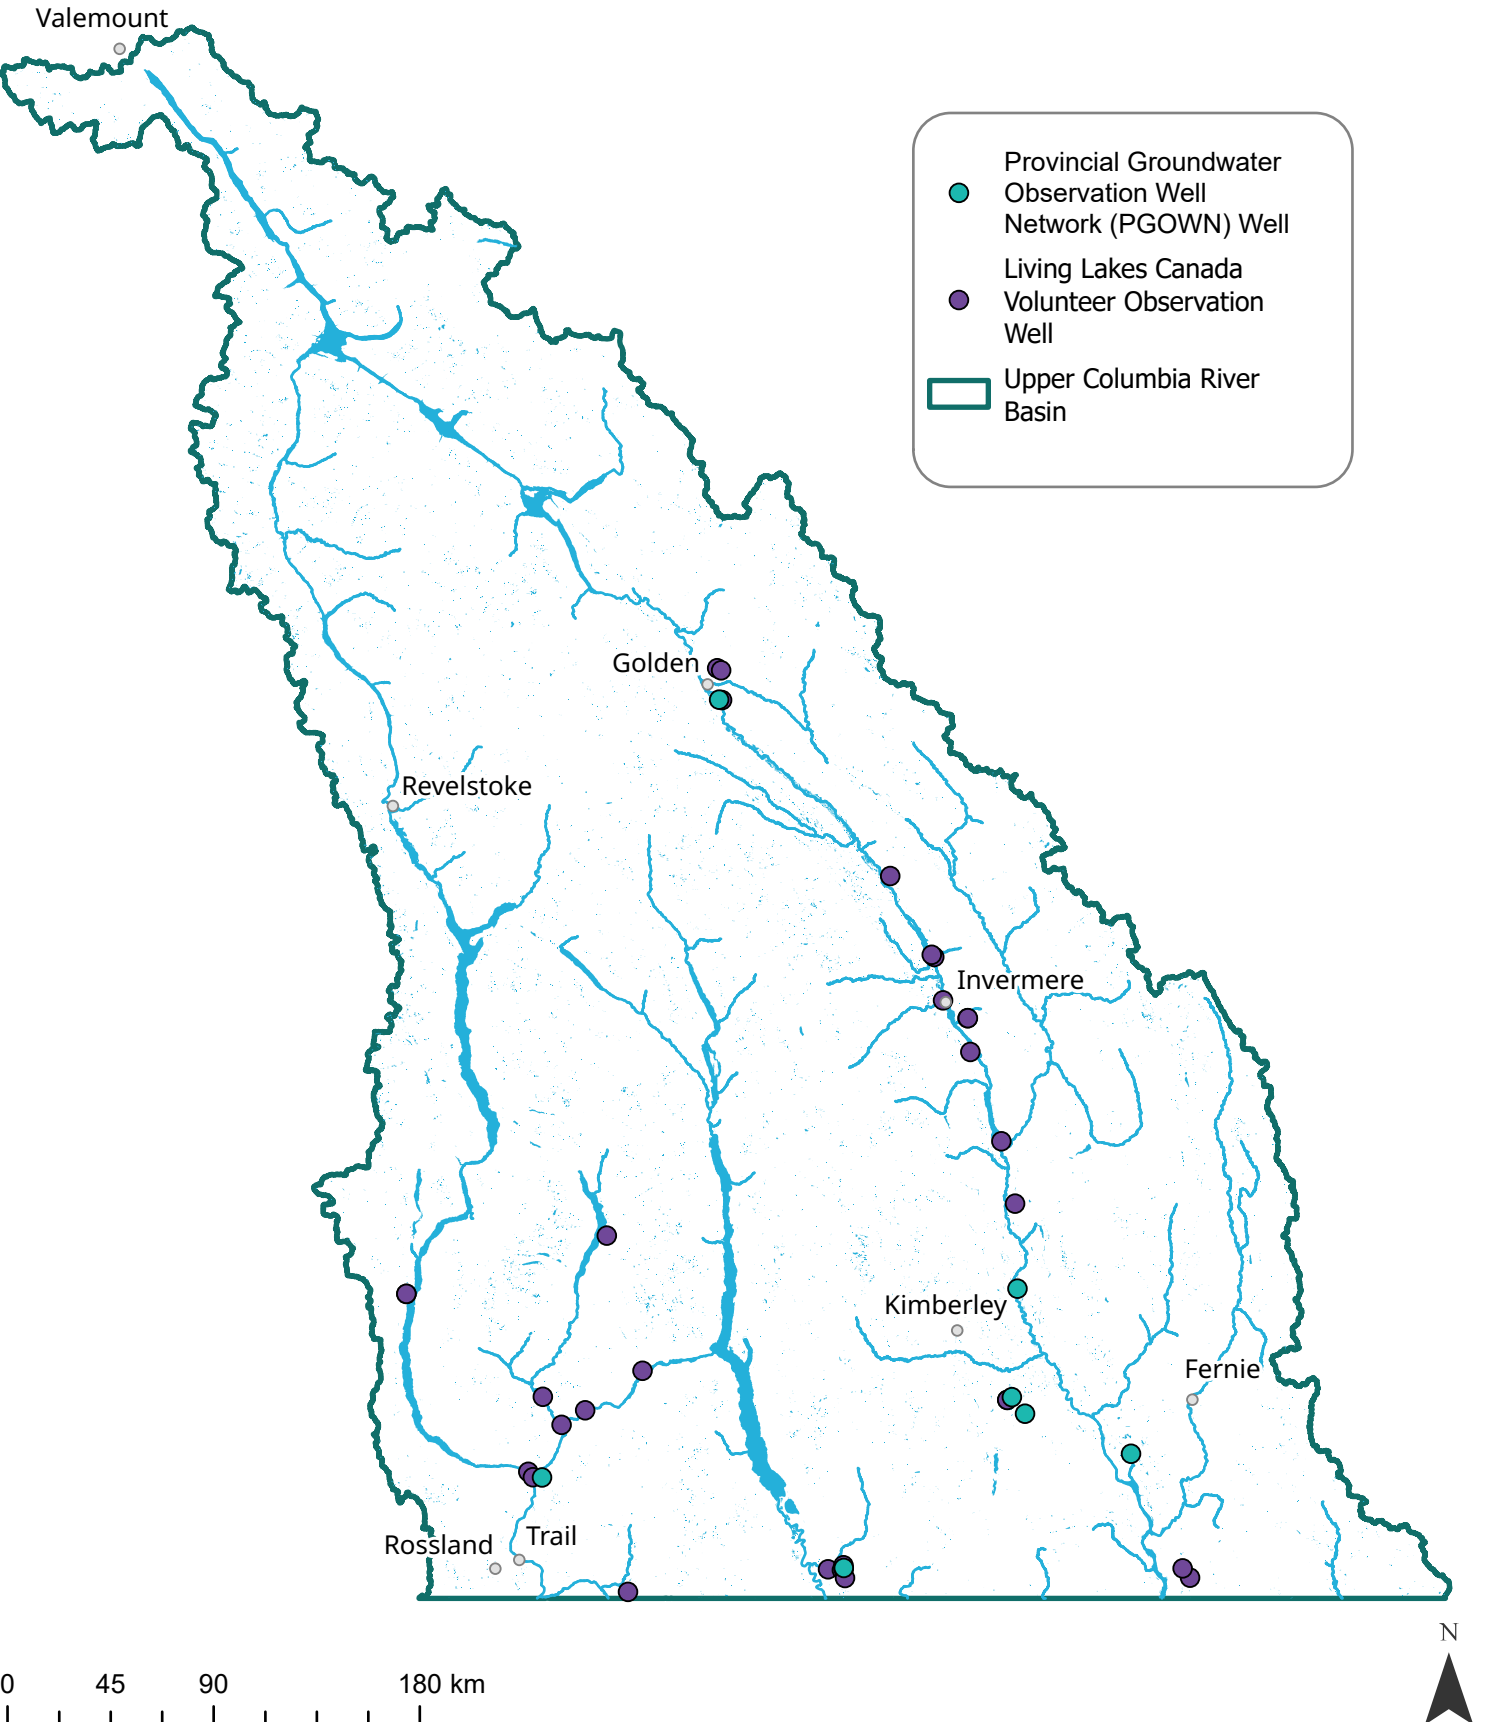 Valemount
Provincial Groundwater
Observation Well
Network (PGOWN) Well
Living Lakes Canada
Volunteer Observation
Well
Upper Columbia River
Basin
Golden
Revelstoke
Invermere
Kimberley
Fernie
Rossland
Trail
N
0 45 90 180 km